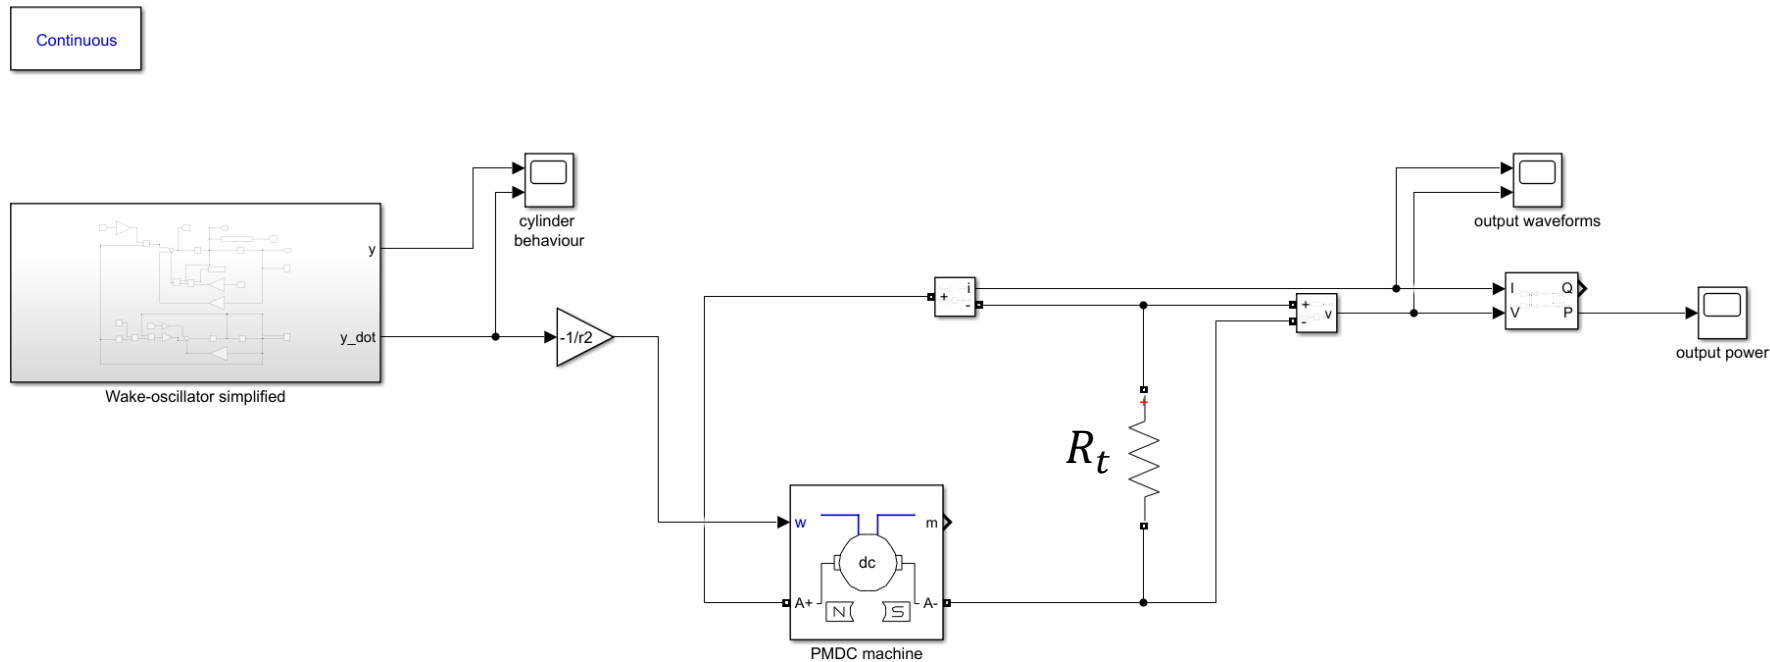 Continuous
cylinder
behaviour
output waveforms
y
y_dot
Wake-oscillator simplified
-1/r2
+
i
-
+
-
v
I
V
Q
P
output power
+
R_t
w
m
dc
A+
N
S
A-
PMDC machine